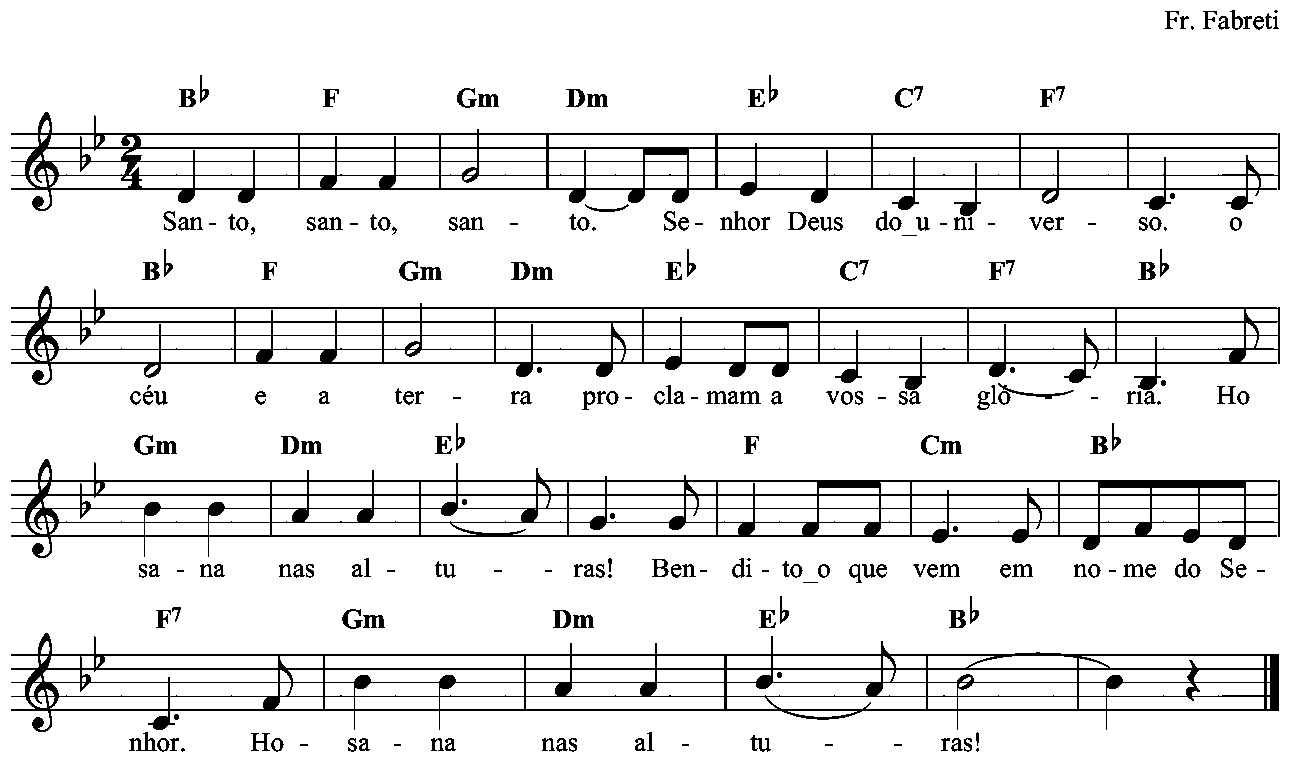 Fr. Fabreti
B♭ F Gm Dm E♭ C7 F7
2/4
San - to, san - to, san - to. Se - nhor Deus do_u - ni - ver - so. o
B♭ F Gm Dm E♭ C7 F7 B♭
céu e a ter - ra pro - cla - mam a vos - sa gló - - ria. Ho
Gm Dm E♭ F Cm B♭
sa - na nas al - tu - - ras! Ben - di - to_o que vem em no - me do Se -
F7 Gm Dm E♭ B♭
nhor. Ho - sa - na nas al - tu - - ras!